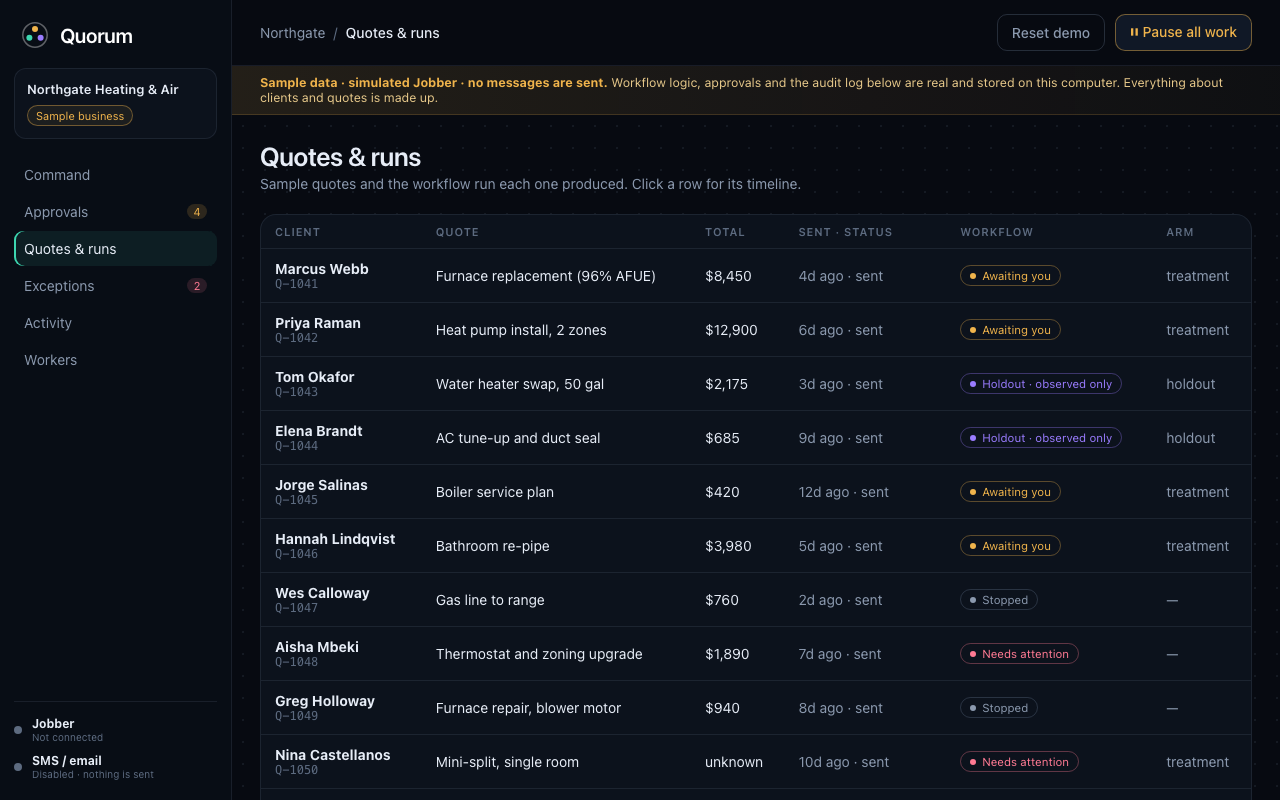 Quorum
Northgate Heating & Air
Sample business
Command
Approvals 4
Quotes & runs
Exceptions 2
Activity
Workers
Jobber
Not connected
SMS / email
Disabled · nothing is sent
Northgate / Quotes & runs
Reset demo
Pause all work
Sample data · simulated Jobber · no messages are sent. Workflow logic, approvals and the audit log below are real and stored on this computer. Everything about
clients and quotes is made up.
Quotes & runs
Sample quotes and the workflow run each one produced. Click a row for its timeline.
CLIENT QUOTE TOTAL SENT · STATUS WORKFLOW ARM
Marcus Webb Furnace replacement (96% AFUE) $8,450 4d ago · sent Awaiting you treatment
Q-1041
Priya Raman Heat pump install, 2 zones $12,900 6d ago · sent Awaiting you treatment
Q-1042
Tom Okafor Water heater swap, 50 gal $2,175 3d ago · sent Holdout · observed only holdout
Q-1043
Elena Brandt AC tune-up and duct seal $685 9d ago · sent Holdout · observed only holdout
Q-1044
Jorge Salinas Boiler service plan $420 12d ago · sent Awaiting you treatment
Q-1045
Hannah Lindqvist Bathroom re-pipe $3,980 5d ago · sent Awaiting you treatment
Q-1046
Wes Calloway Gas line to range $760 2d ago · sent Stopped —
Q-1047
Aisha Mbeki Thermostat and zoning upgrade $1,890 7d ago · sent Needs attention —
Q-1048
Greg Holloway Furnace repair, blower motor $940 8d ago · sent Stopped —
Q-1049
Nina Castellanos Mini-split, single room unknown 10d ago · sent Needs attention treatment
Q-1050